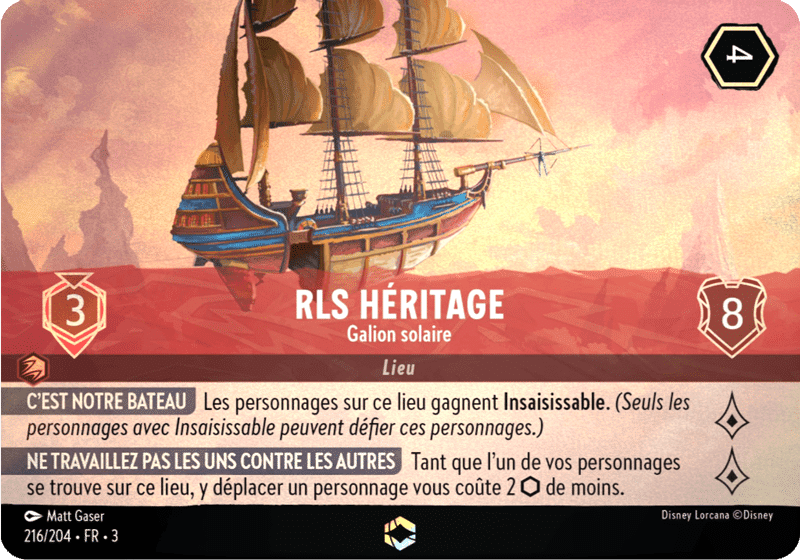 4
3
RLS HÉRITAGE
8
Galion solaire
Lieu
C'EST NOTRE BATEAU Les personnages sur ce lieu gagnent Insaisissable. (Seuls les
personnages avec Insaisissable peuvent défier ces personnages.)
NE TRAVAILLEZ PAS LES UNS CONTRE LES AUTRES Tant que l'un de vos personnages
se trouve sur ce lieu, y déplacer un personnage vous coûte 2 de moins.
Matt Gaser
216/204 • FR • 3
Disney Lorcana ©Disney